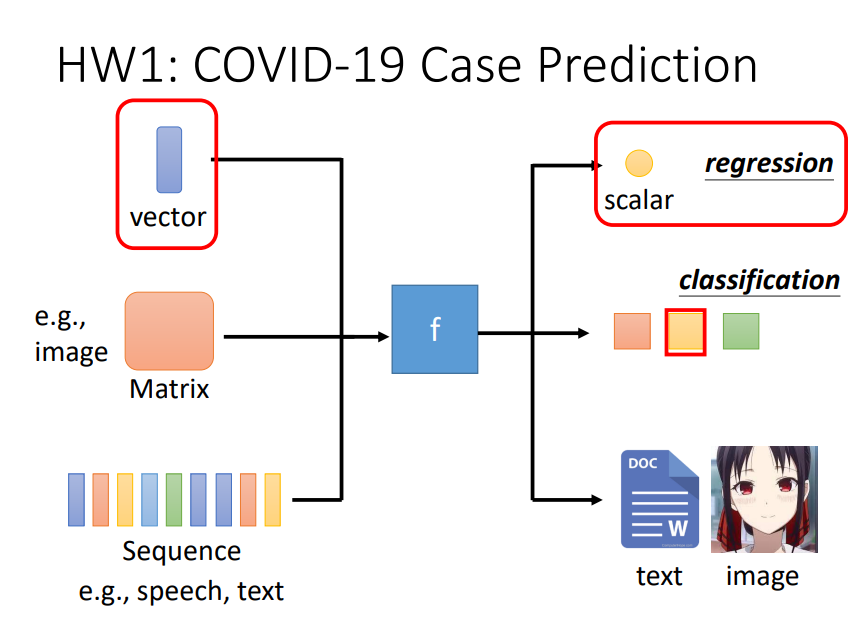 HW1: COVID-19 Case Prediction
vector
scalar
regression
classification
e.g.,
image
Matrix
f
Sequence
e.g., speech, text
DOC
W
text
image